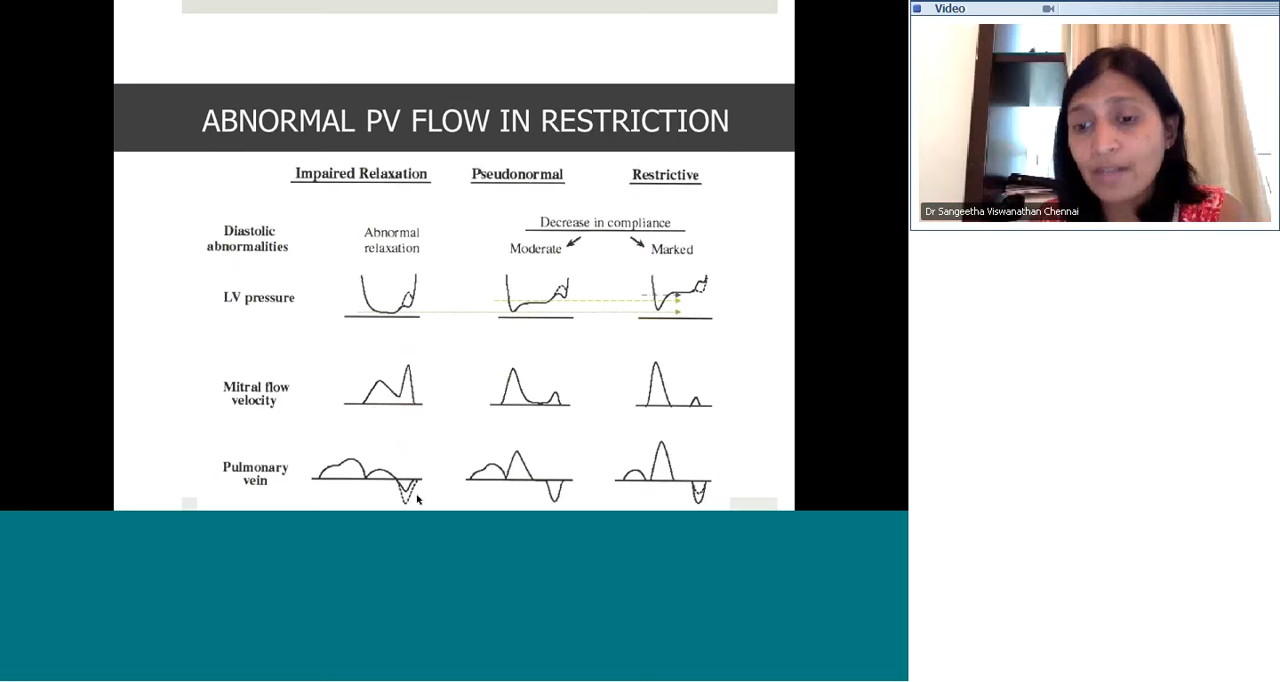 Video
Dr Sangeetha Viswanathan Chennai
ABNORMAL PV FLOW IN RESTRICTION
Impaired Relaxation
Pseudonormal
Restrictive
Decrease in compliance
Diastolic
abnormalities
Abnormal
relaxation
Moderate
Marked
LV pressure
Mitral flow
velocity
Pulmonary
vein